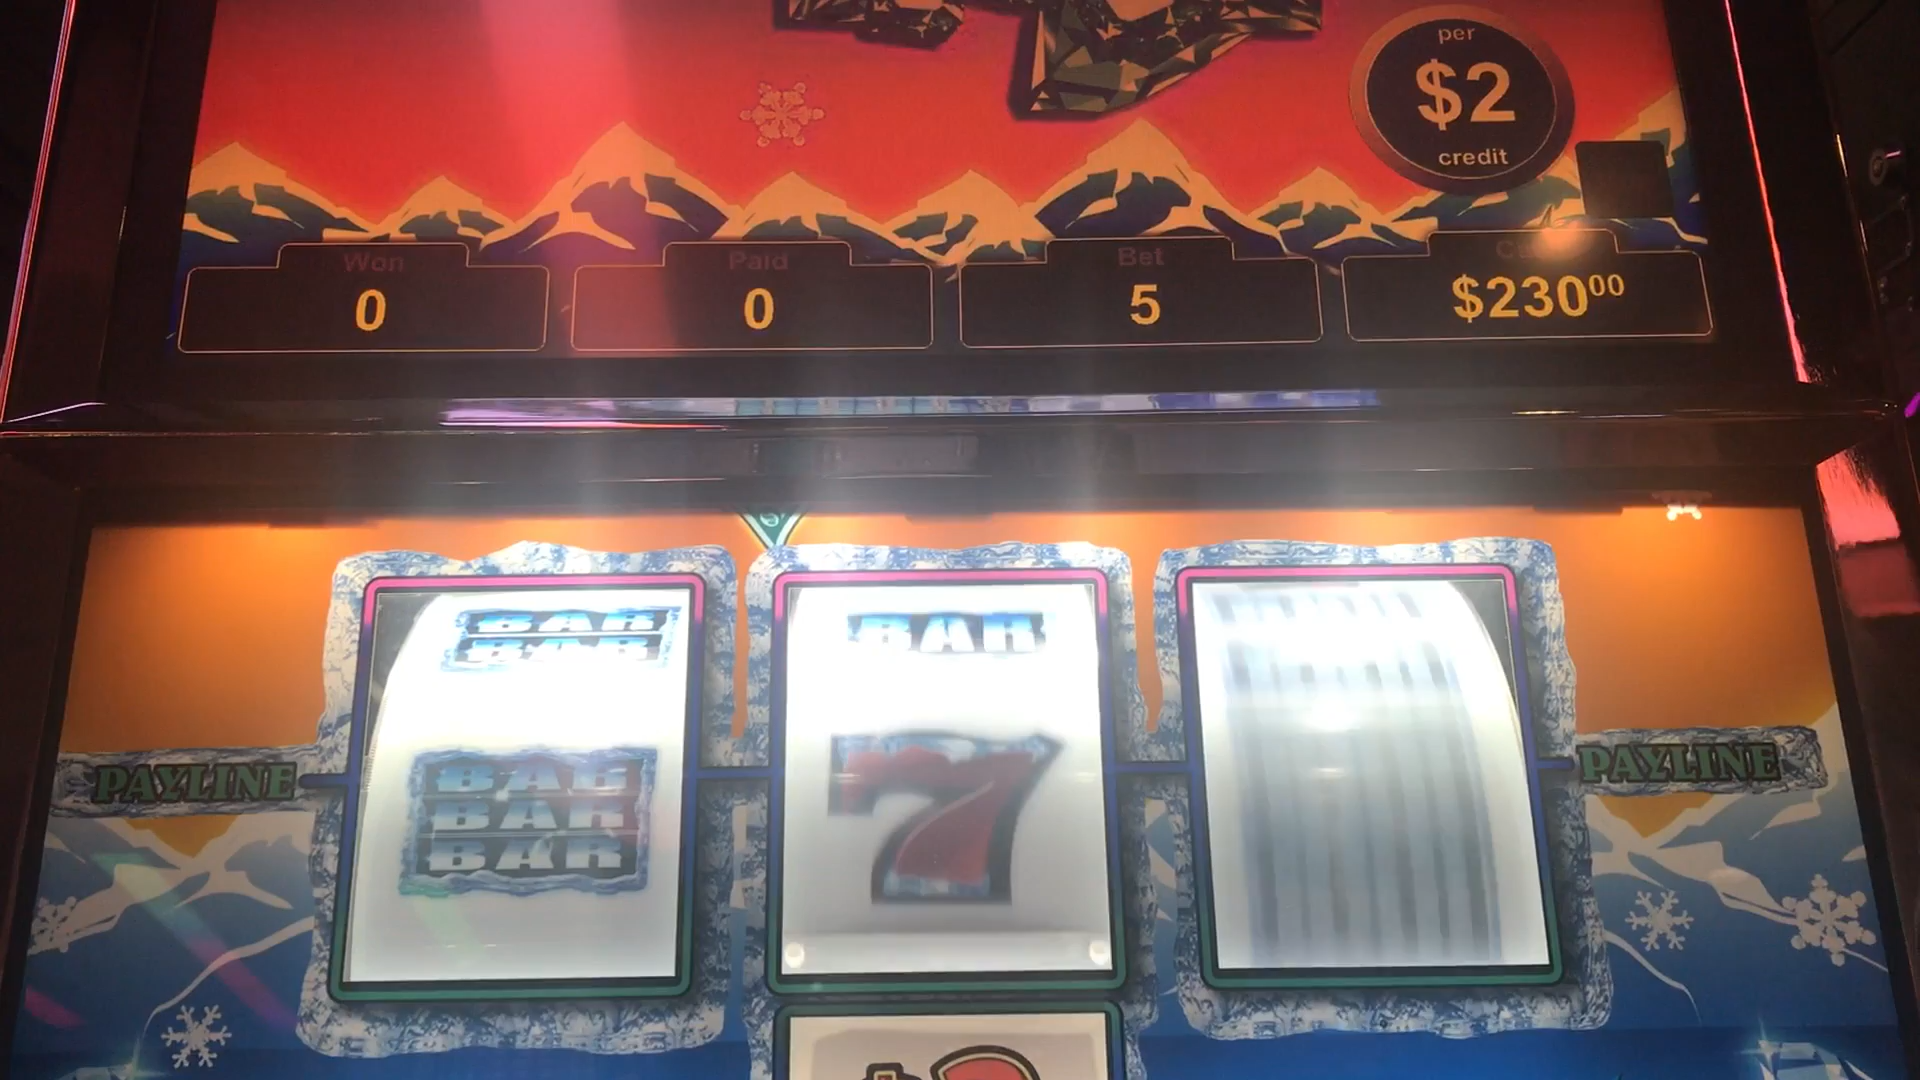 per
$2
credit
Won
Paid
Bet
0
0
5
$230⁰⁰
BAR
BAR
BAR
PAYLINE
BAR
BAR
BAR
7
PAYLINE